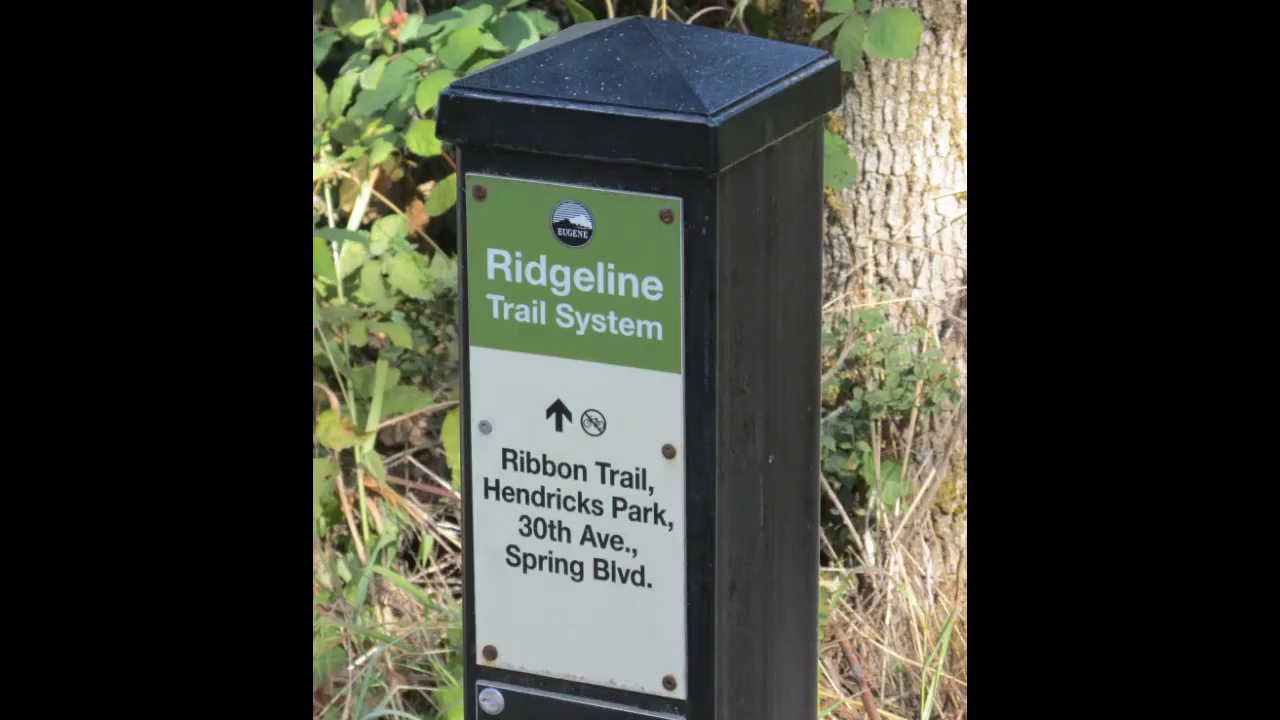 EUGENE
Ridgeline
Trail System
Ribbon Trail,
Hendricks Park,
30th Ave.,
Spring Blvd.